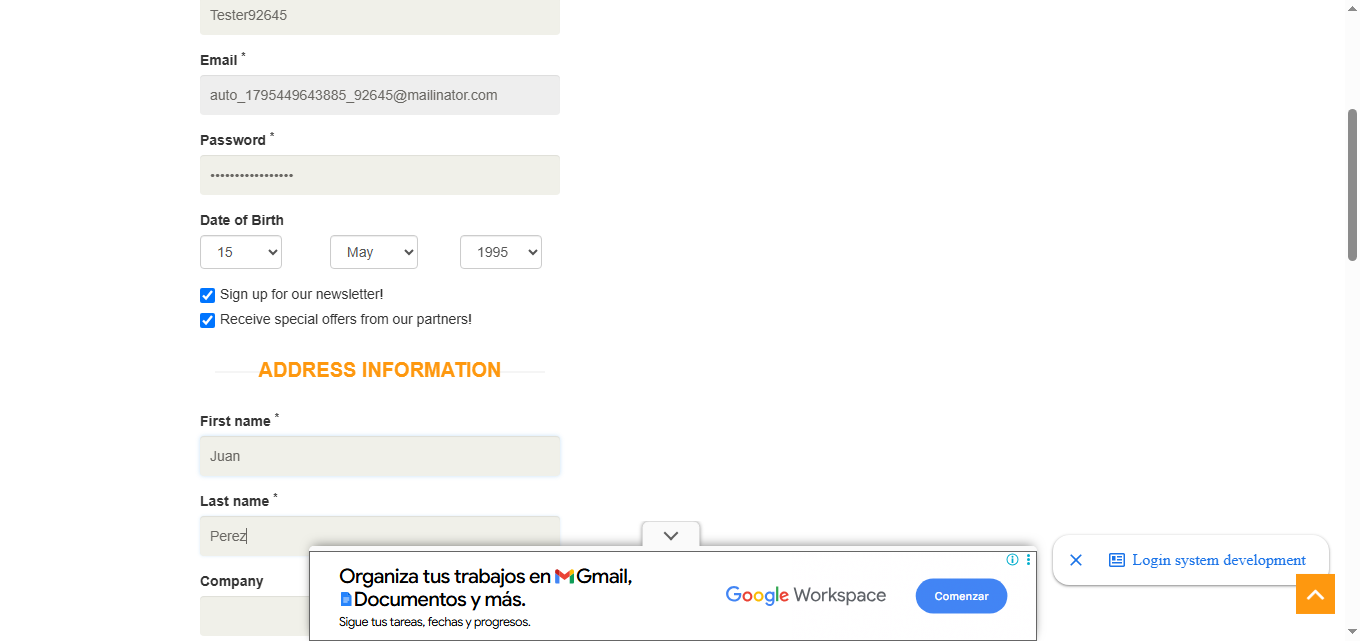 Tester92645
Email *
auto_1795449643885_92645@mailinator.com
Password *
•••••••••••••••••
Date of Birth
15 May 1995
Sign up for our newsletter!
Receive special offers from our partners!
ADDRESS INFORMATION
First name *
Juan
Last name *
Perez
Company
Organiza tus trabajos en Gmail,
Documentos y más.
Sigue tus tareas, fechas y progresos.
Google Workspace
Comenzar
Login system development